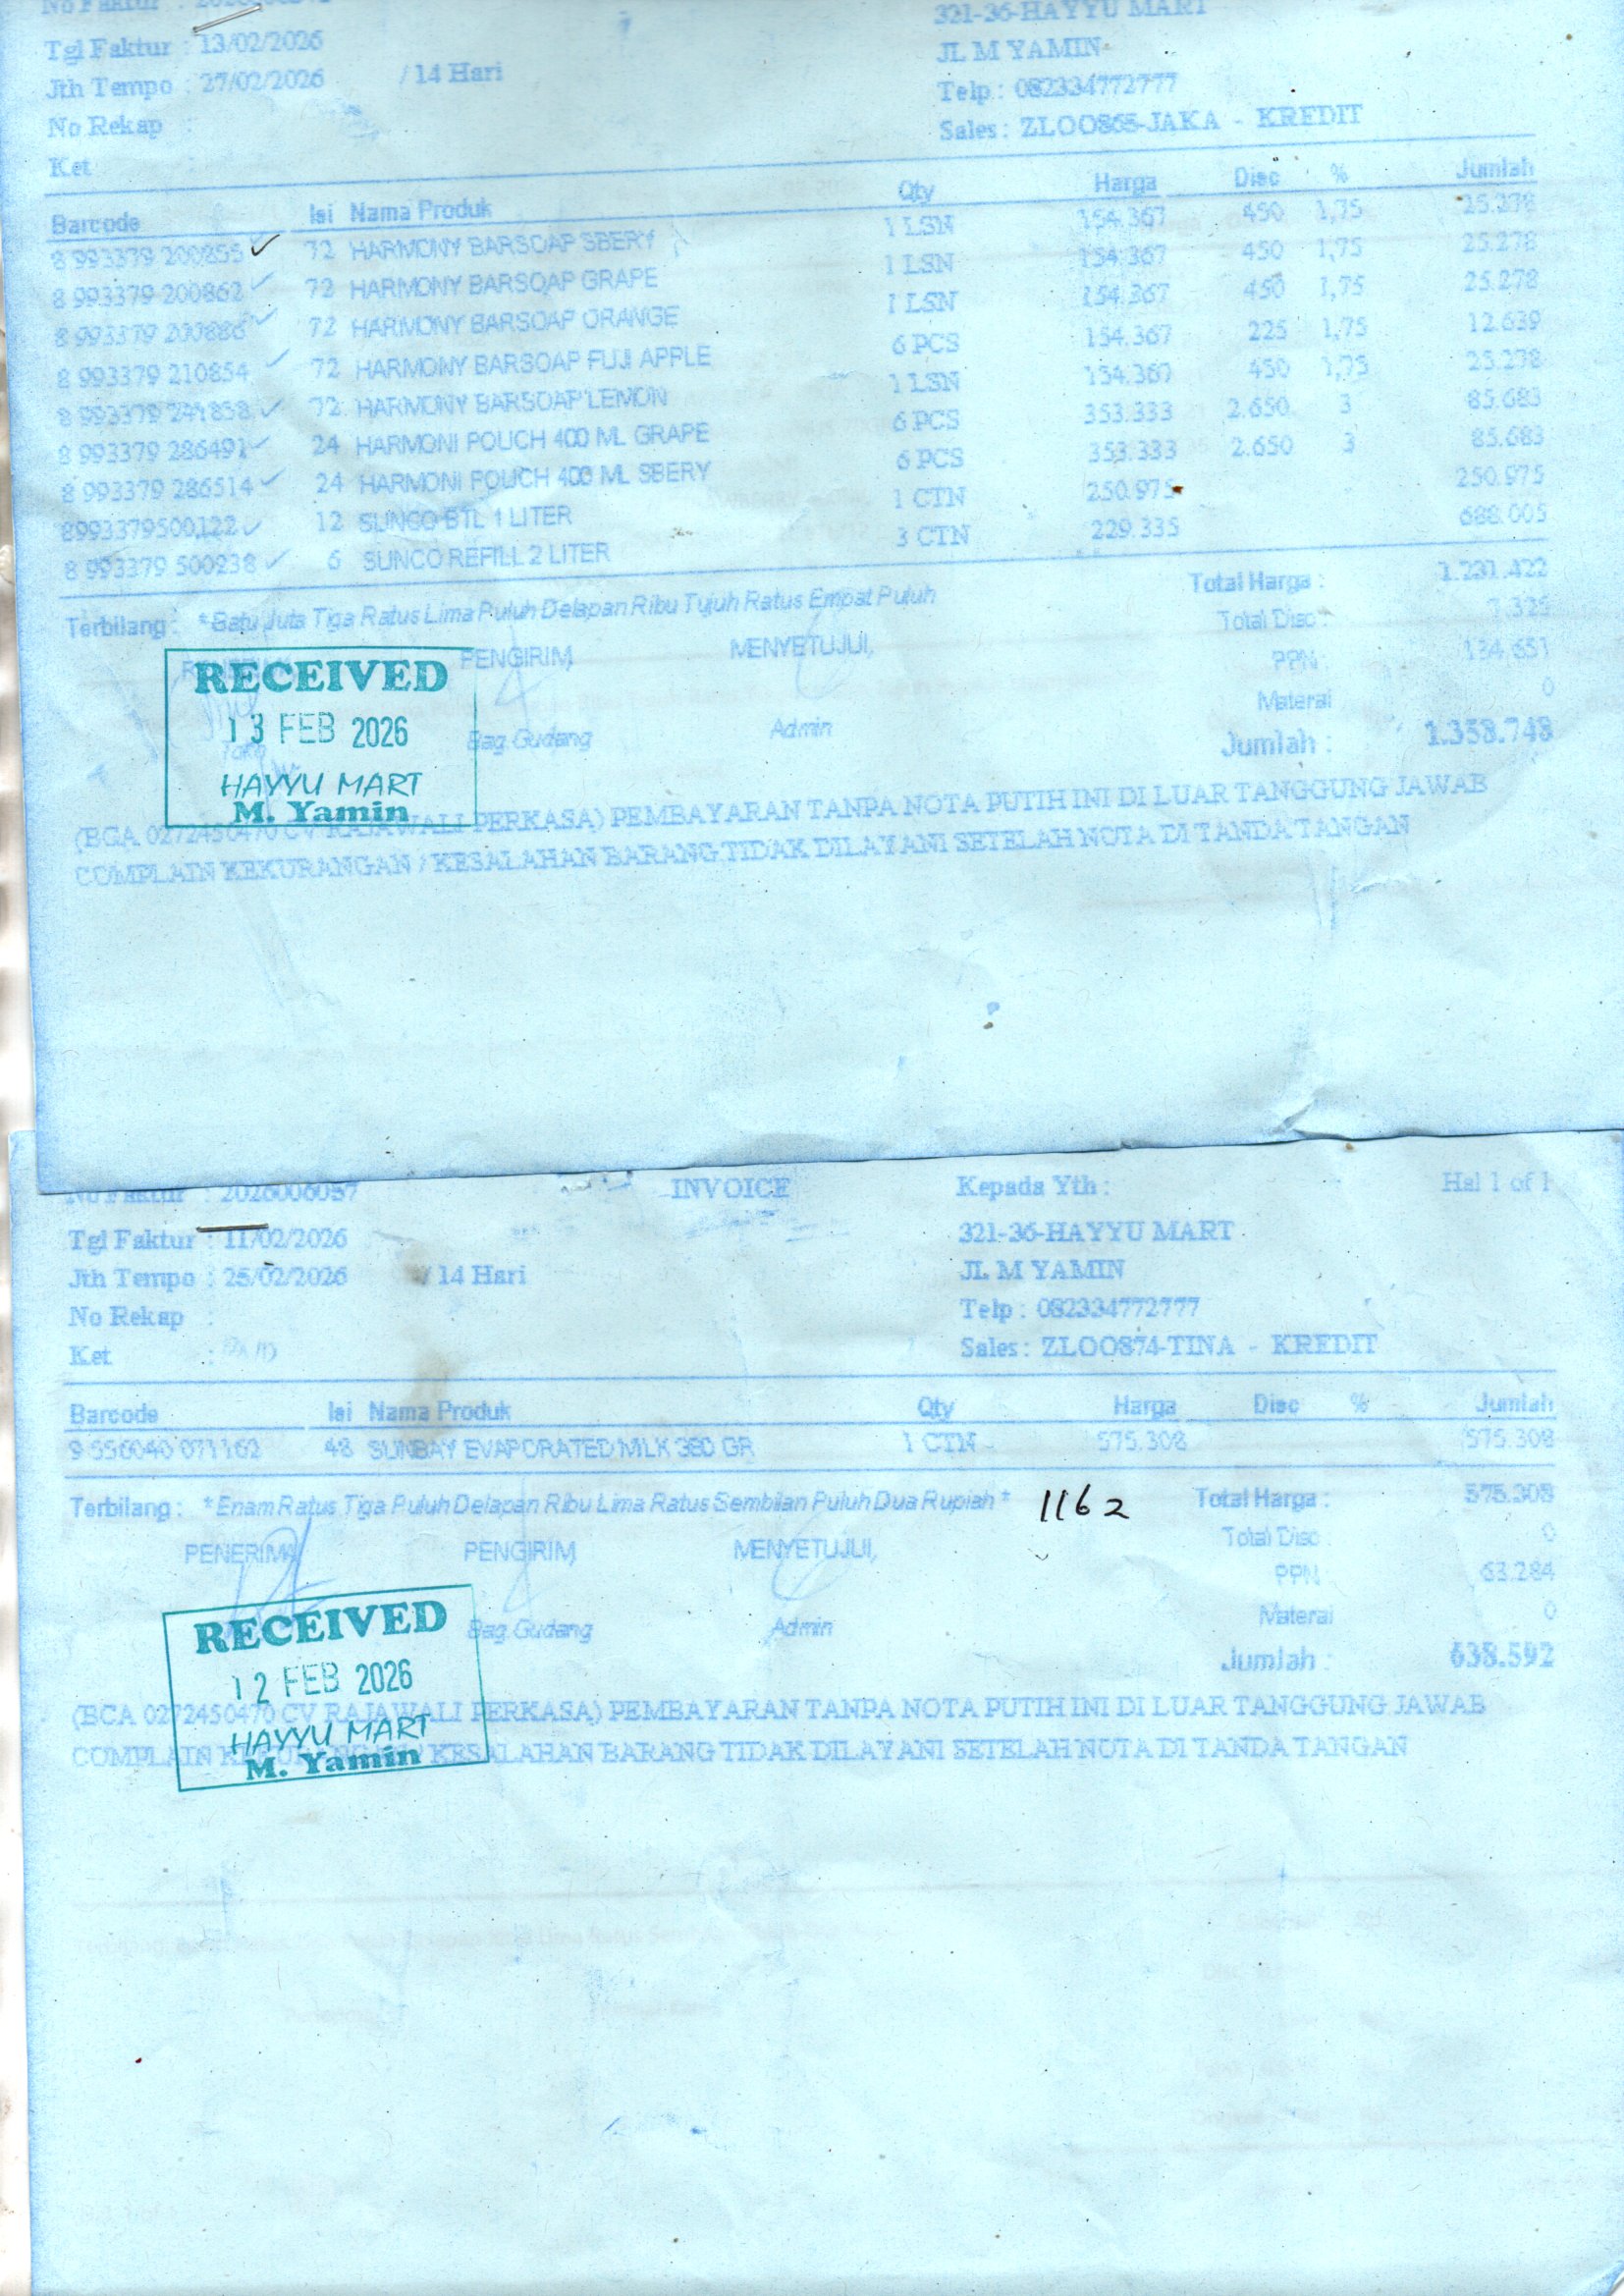 Tgl Faktur : 13/02/2026
Jth Tempo : 27/02/2026 / 14 Hari
No Rekap :
Ket
321-36-HAYYU MART
JL M YAMIN
Telp : 082334772777
Sales : ZLOO865-JAKA - KREDIT
Barcode Isi Nama Produk Qty Harga Disc % Jumlah
8 993379 200855 72 HARMONY BARSOAP SBERY 1 LSN 154.367 450 1,75 25.278
8 993379 200862 72 HARMONY BARSOAP GRAPE 1 LSN 154.367 450 1,75 25.278
8 993379 200886 72 HARMONY BARSOAP ORANGE 1 LSN 154.367 450 1,75 25.278
8 993379 210854 72 HARMONY BARSOAP FUJI APPLE 6 PCS 154.367 225 1,75 12.639
8 993379 241858 72 HARMONY BARSOAP LEMON 1 LSN 154.367 450 1,75 25.278
8 993379 286491 24 HARMONI POUCH 400 ML GRAPE 6 PCS 353.333 2.650 3 85.683
8 993379 286514 24 HARMONI POUCH 400 ML SBERY 6 PCS 353.333 2.650 3 85.683
8993379500122 12 SUNCO BTL 1 LITER 1 CTN 250.975 250.975
8 993379 500238 6 SUNCO REFILL 2 LITER 3 CTN 229.335 688.005
Terbilang : *Satu Juta Tiga Ratus Lima Puluh Delapan Ribu Tujuh Ratus Empat Puluh
Total Harga : 1.231.422
Total Disc : 7.325
PPN : 134.651
Materai 0
Jumlah : 1.358.748
PENGIRIM, MENYETUJUI,
Bag.Gudang Admin
RECEIVED
13 FEB 2026
HAYYU MART
M. Yamin
(BCA 0272450470 CV RAJAWALI PERKASA) PEMBAYARAN TANPA NOTA PUTIH INI DI LUAR TANGGUNG JAWAB
COMPLAIN KEKURANGAN / KESALAHAN BARANG TIDAK DILAYANI SETELAH NOTA DI TANDA TANGAN
No Faktur : 2026006057 INVOICE Kepada Yth : Hal 1 of 1
Tgl Faktur : 11/02/2026
Jth Tempo : 25/02/2026 / 14 Hari
No Rekap :
Ket :
321-36-HAYYU MART
JL M YAMIN
Telp : 082334772777
Sales : ZLOO874-TINA - KREDIT
Barcode Isi Nama Produk Qty Harga Disc % Jumlah
9 556040 071162 48 SUNBAY EVAPORATED MILK 380 GR 1 CTN 575.308 575.308
Terbilang : *Enam Ratus Tiga Puluh Delapan Ribu Lima Ratus Sembilan Puluh Dua Rupiah *
1162
Total Harga : 575.308
Total Disc : 0
PPN 63.284
Materai 0
Jumlah : 638.592
PENERIMA PENGIRIM, MENYETUJUI,
Bag.Gudang Admin
RECEIVED
12 FEB 2026
HAYYU MART
M. Yamin
(BCA 0272450470 CV RAJAWALI PERKASA) PEMBAYARAN TANPA NOTA PUTIH INI DI LUAR TANGGUNG JAWAB
COMPLAIN KESALAHAN BARANG TIDAK DILAYANI SETELAH NOTA DI TANDA TANGAN